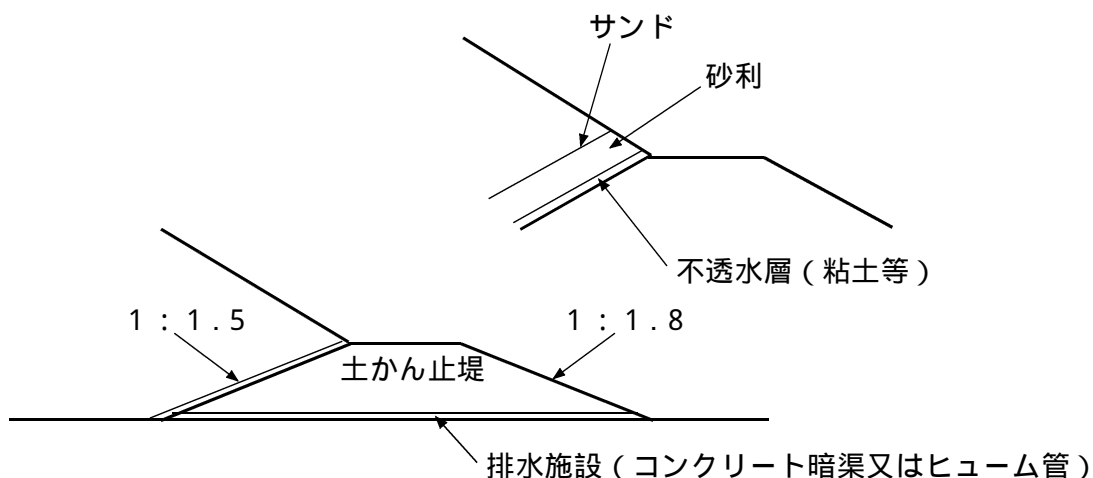 サンド
砂利
不透水層（粘土等）
1：1.5
1：1.8
土かん止堤
排水施設（コンクリート暗渠又はヒューム管）